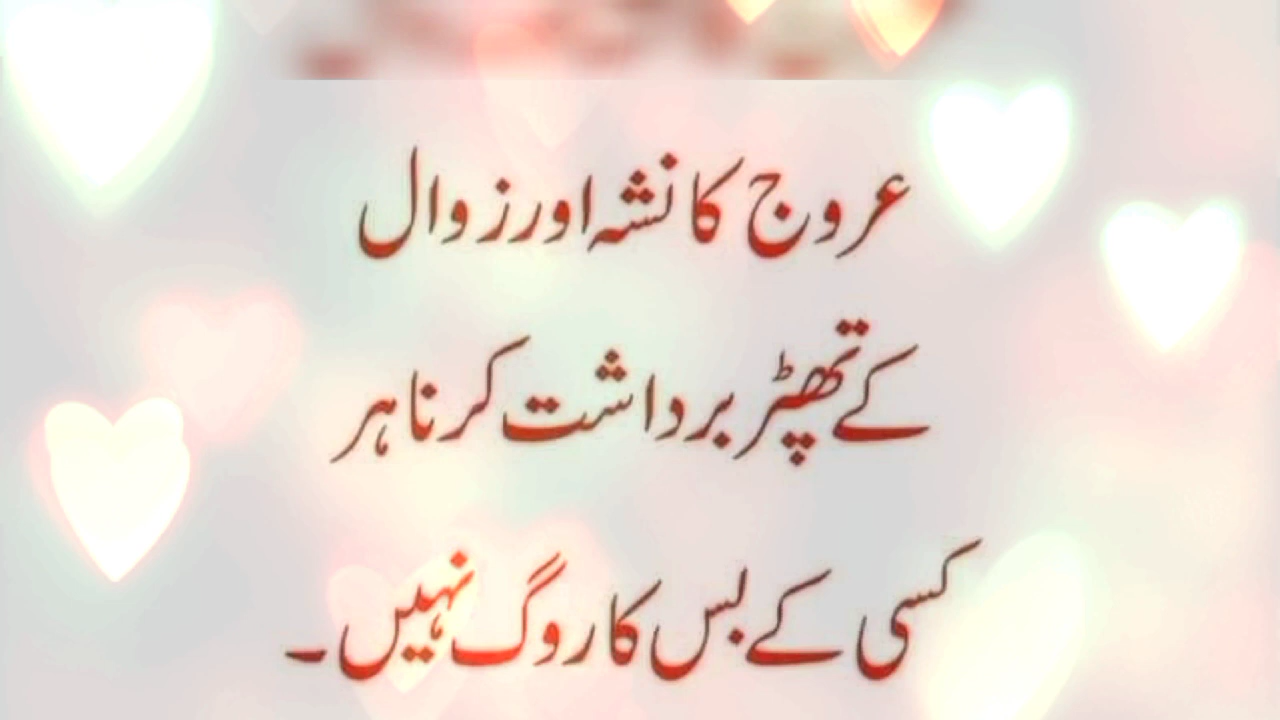 عروج کا نشہ اور زوال
کے تھپڑ برداشت کرنا ہر
کسی کے بس کا روگ نہیں۔